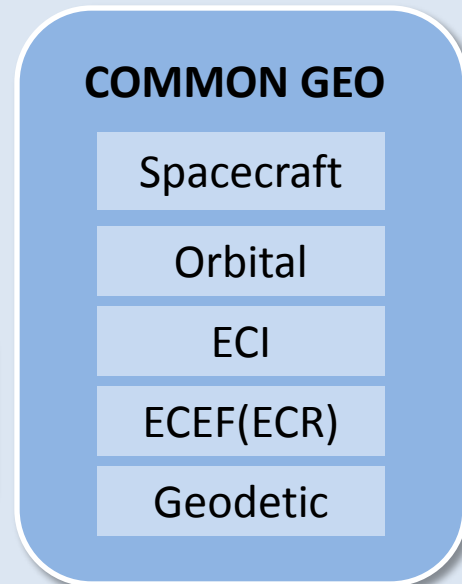 COMMON GEO
Spacecraft
Orbital
ECI
ECEF(ECR)
Geodetic